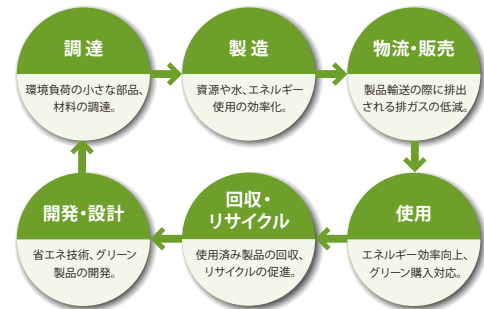 調達
環境負荷の小さな部品、
材料の調達。
製造
資源や水、エネルギー
使用の効率化。
物流・販売
製品輸送の際に排出
される排ガスの低減。
使用
エネルギー効率向上、
グリーン購入対応。
回収・
リサイクル
使用済み製品の回収、
リサイクルの促進。
開発・設計
省エネ技術、グリーン
製品の開発。